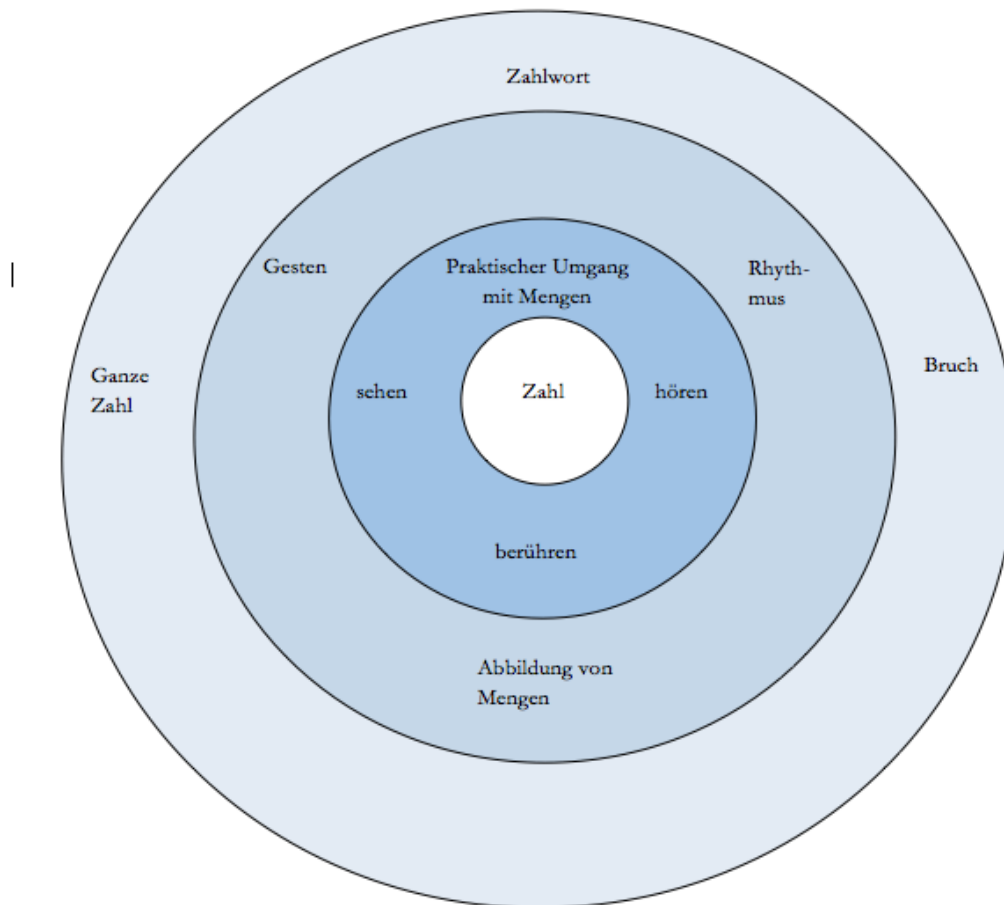 Zahlwort
Gesten
Praktischer Umgang
mit Mengen
Rhyth-
mus
Ganze
Zahl
sehen
Zahl
hören
Bruch
berühren
Abbildung von
Mengen